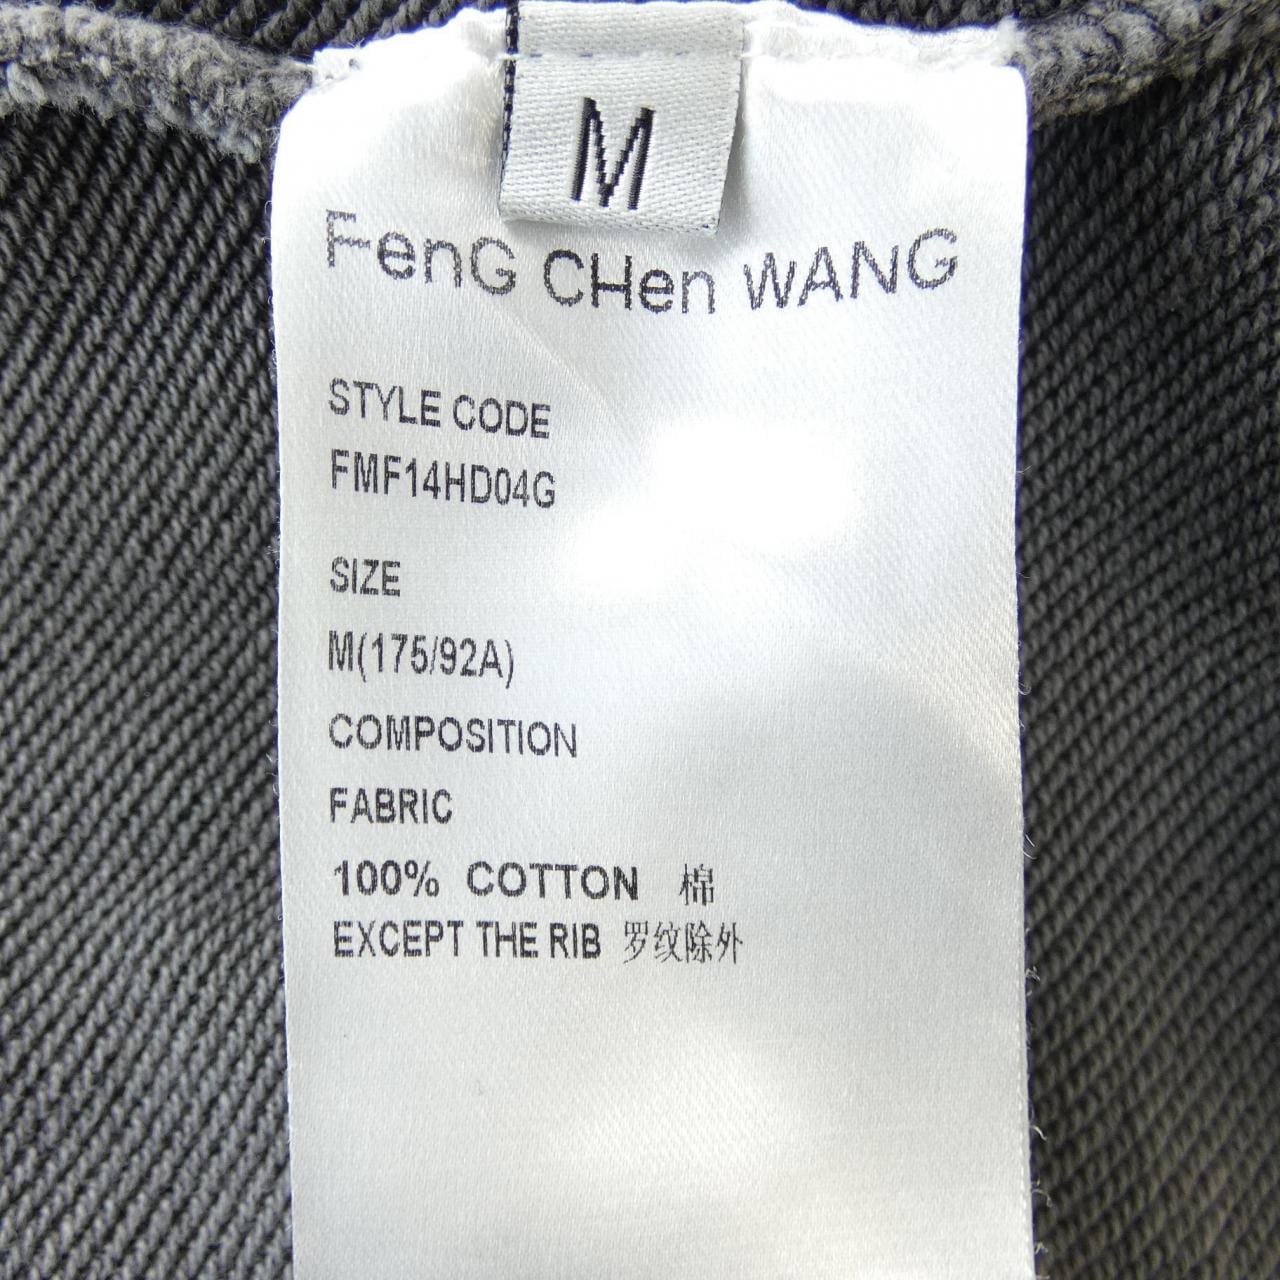 M
FenG CHen WANG
STYLE CODE
FMF14HD04G
SIZE
M(175/92A)
COMPOSITION
FABRIC
100% COTTON 棉
EXCEPT THE RIB 罗纹除外